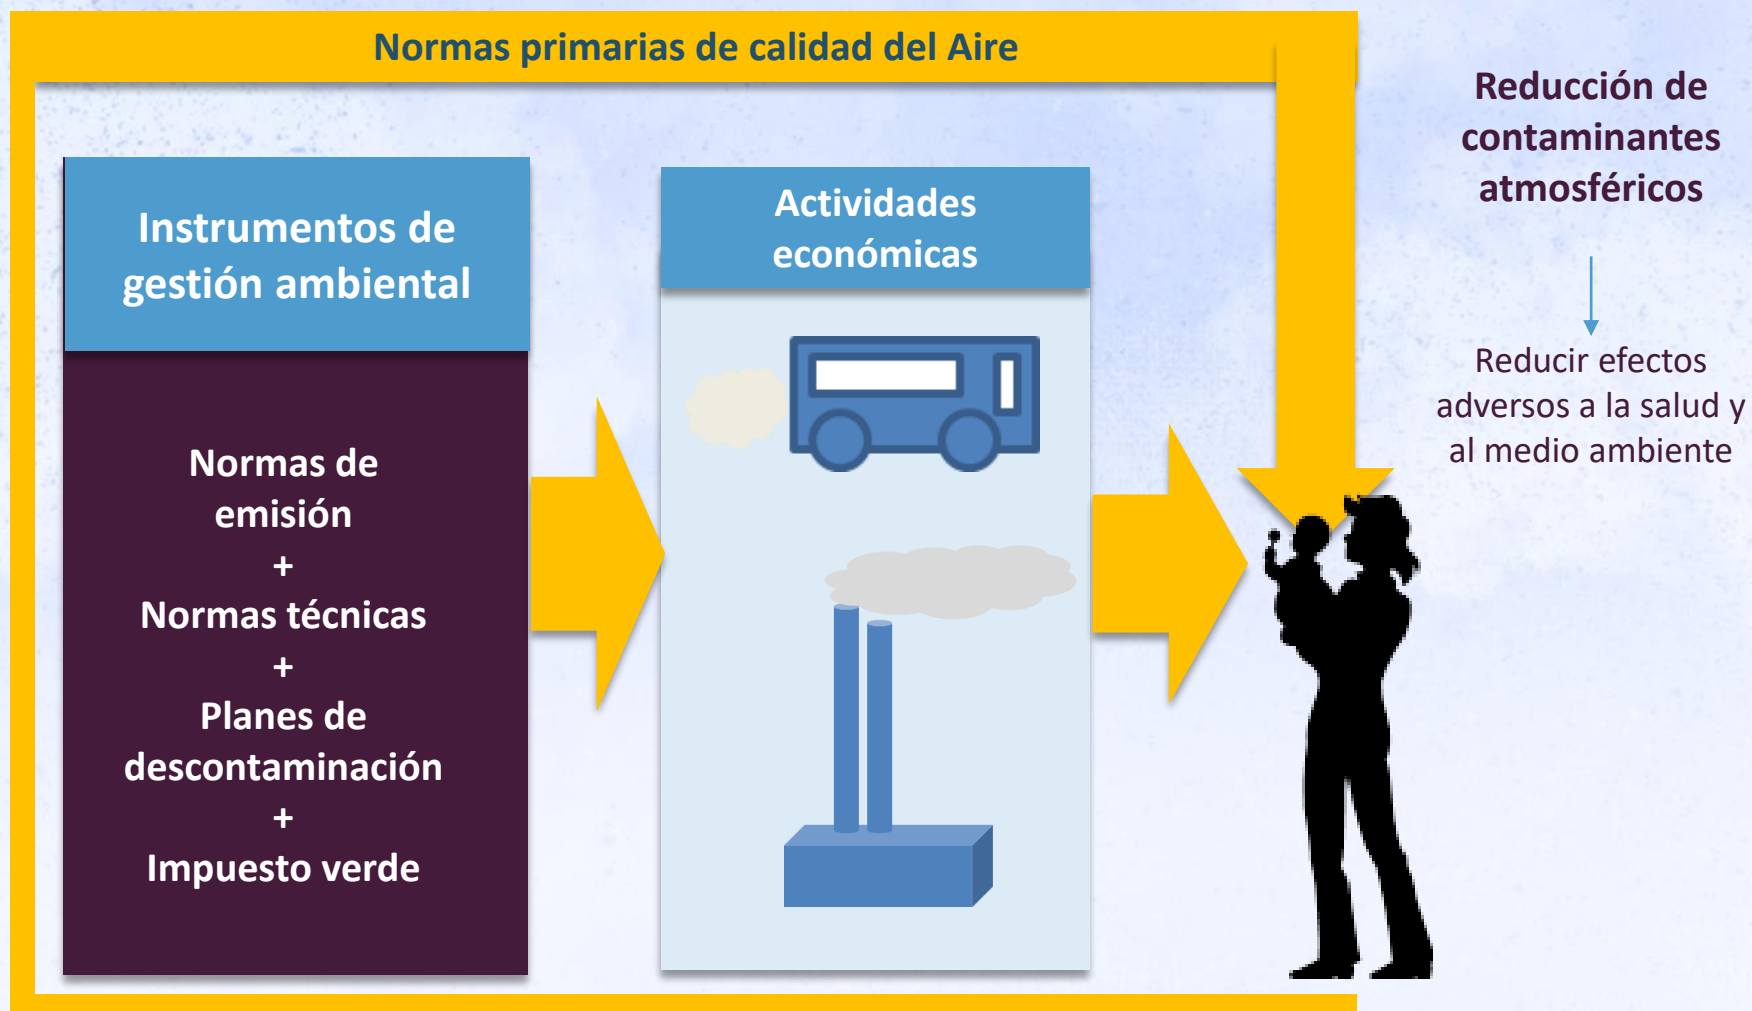 Normas primarias de calidad del Aire
Instrumentos de
gestión ambiental
Normas de
emisión
+
Normas técnicas
+
Planes de
descontaminación
+
Impuesto verde
Actividades
económicas
Reducción de
contaminantes
atmosféricos
Reducir efectos
adversos a la salud y
al medio ambiente